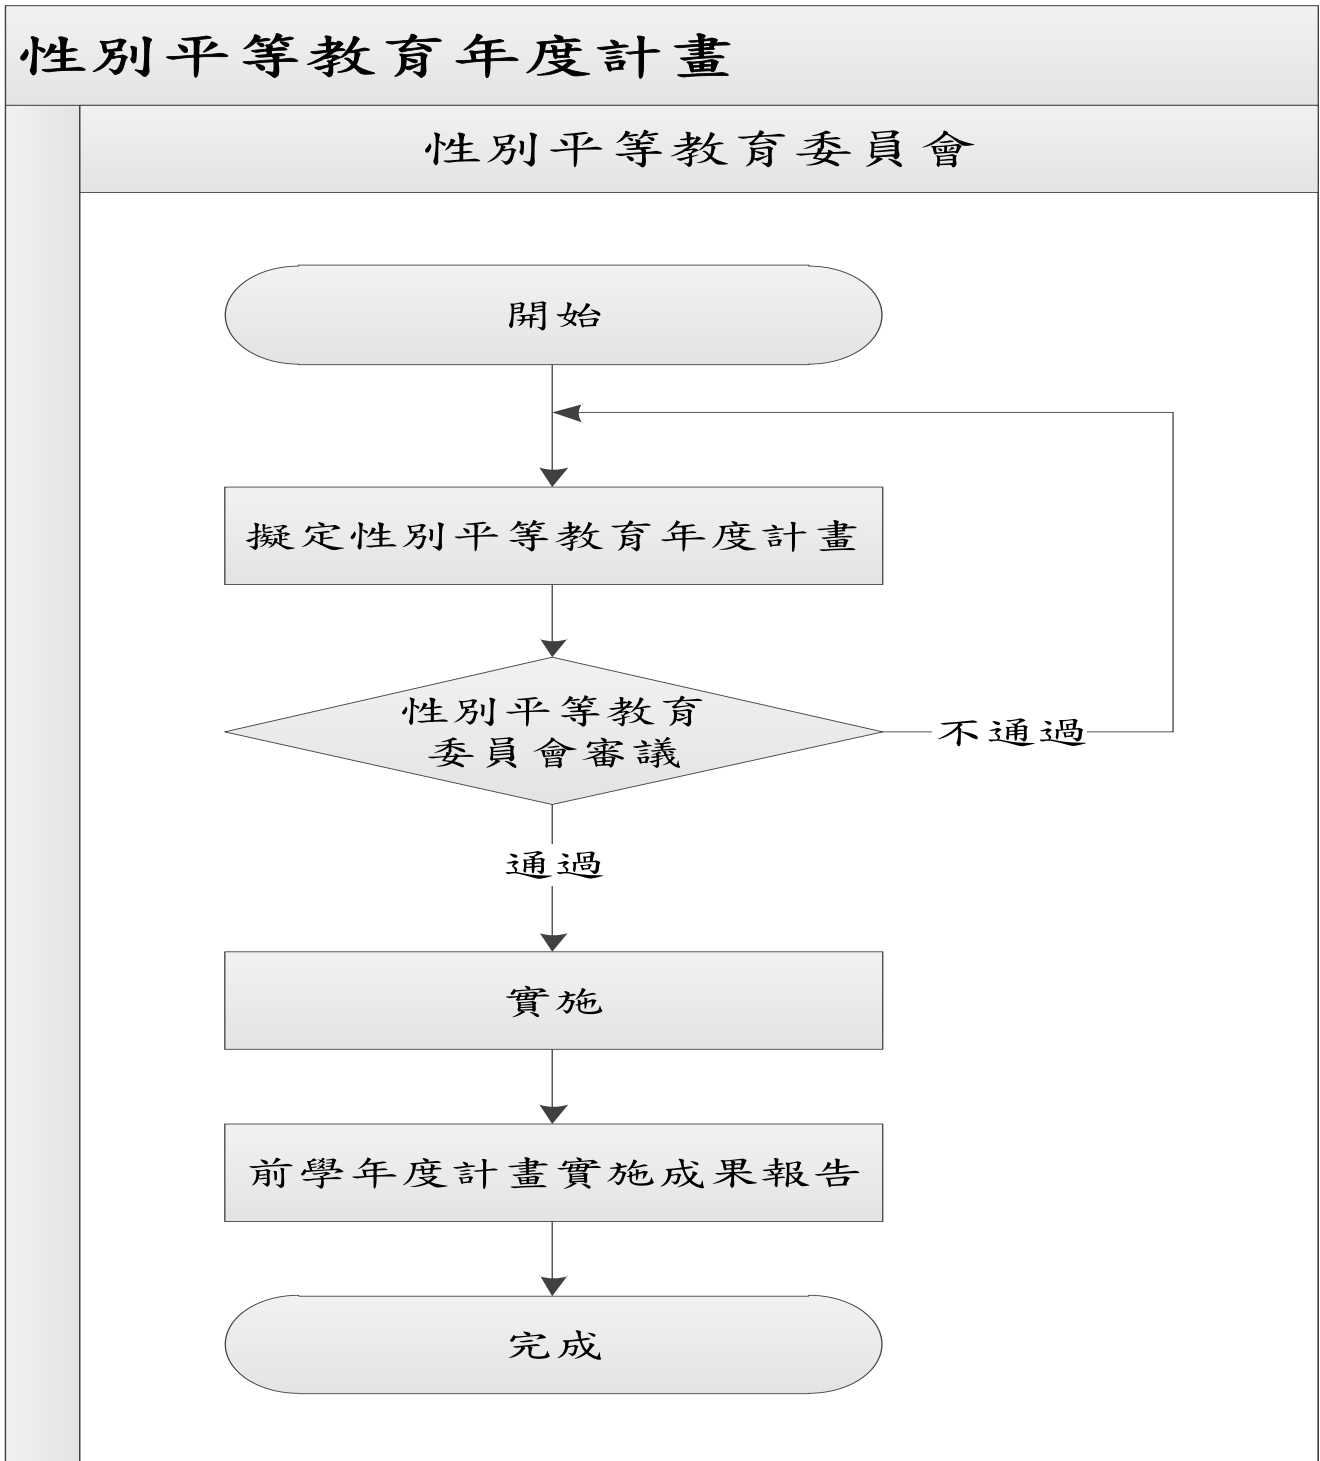 性別平等教育年度計畫
性別平等教育委員會
開始
擬定性別平等教育年度計畫
性別平等教育
委員會審議
不通過
通過
實施
前學年度計畫實施成果報告
完成